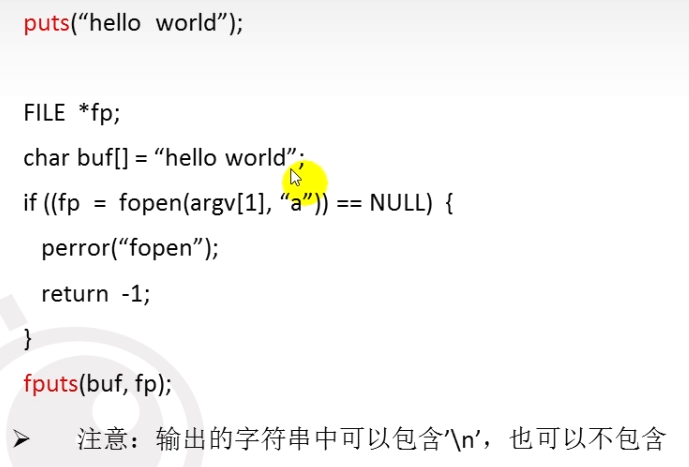 puts(“hello  world”);
FILE  *fp;
char buf[] = “hello world”;
if ((fp  =  fopen(argv[1], “a”)) == NULL)  {
perror(“fopen”);
return  -1;
}
fputs(buf, fp);
➢ 注意：输出的字符串中可以包含’\n’，也可以不包含